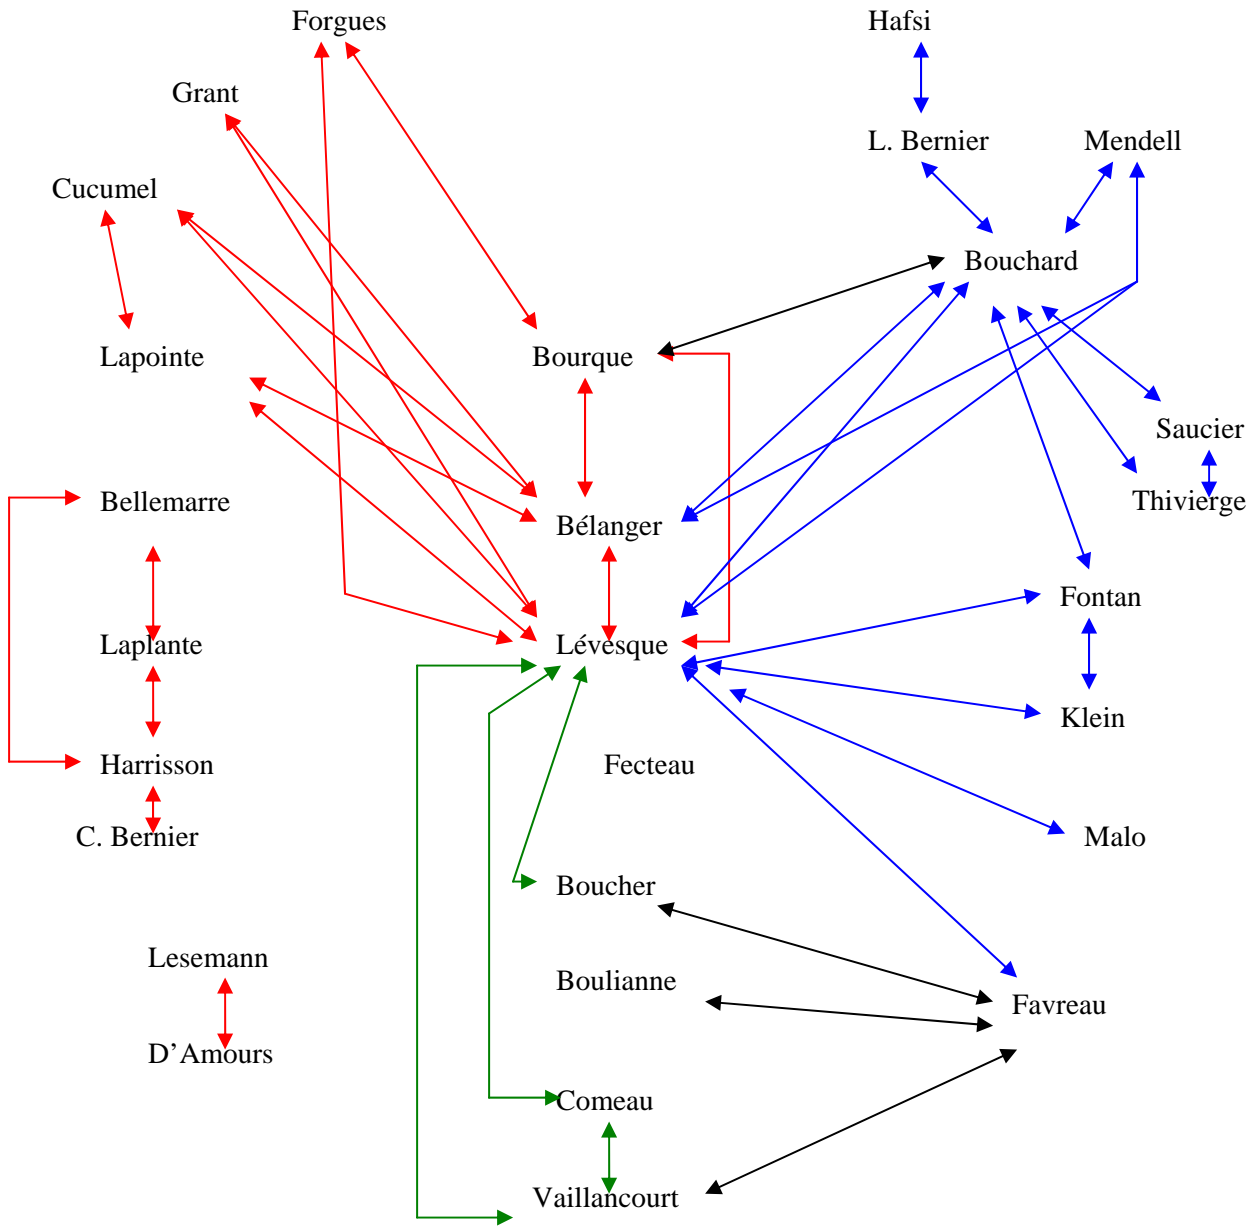 Forgues
Hafsi
Grant
L. Bernier
Mendell
Cucumel
Bouchard
Lapointe
Bourque
Saucier
Bellemarre
Thivierge
Bélanger
Fontan
Laplante
Lévesque
Klein
Harrisson
Fecteau
C. Bernier
Malo
Boucher
Lesemann
Boulianne
Favreau
D’Amours
Comeau
Vaillancourt